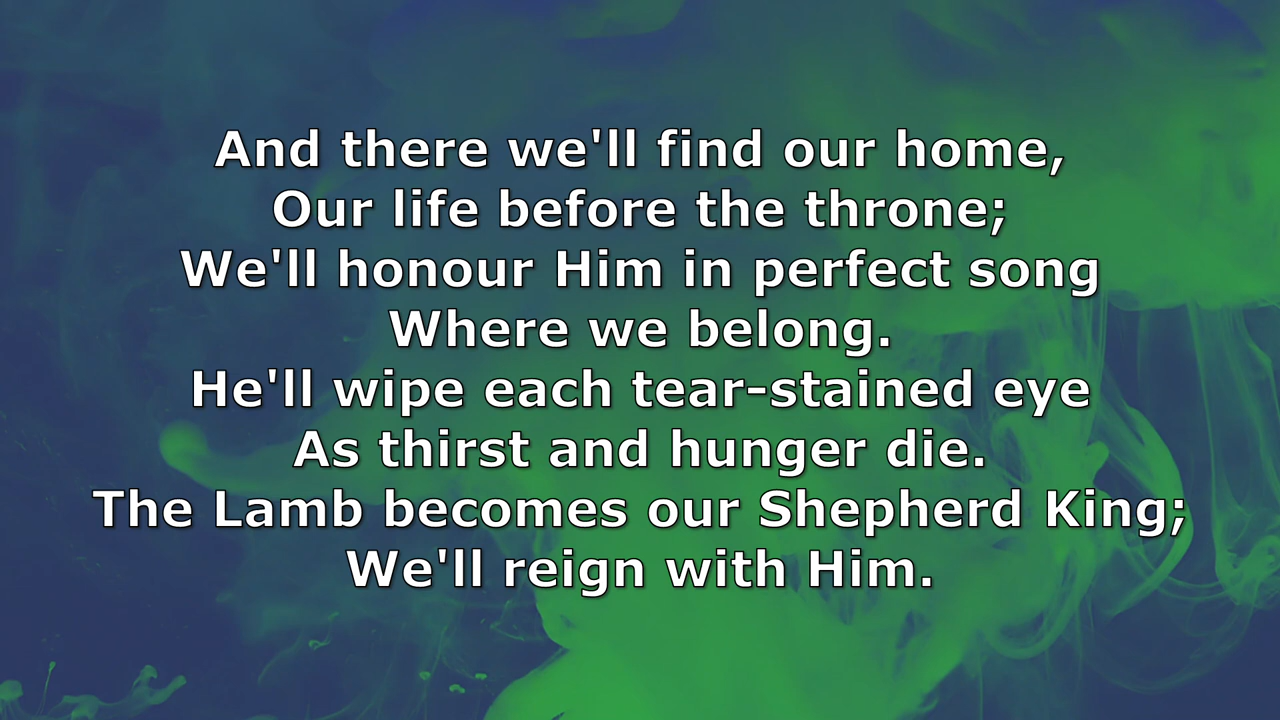 And there we'll find our home,
Our life before the throne;
We'll honour Him in perfect song
Where we belong.
He'll wipe each tear-stained eye
As thirst and hunger die.
The Lamb becomes our Shepherd King;
We'll reign with Him.